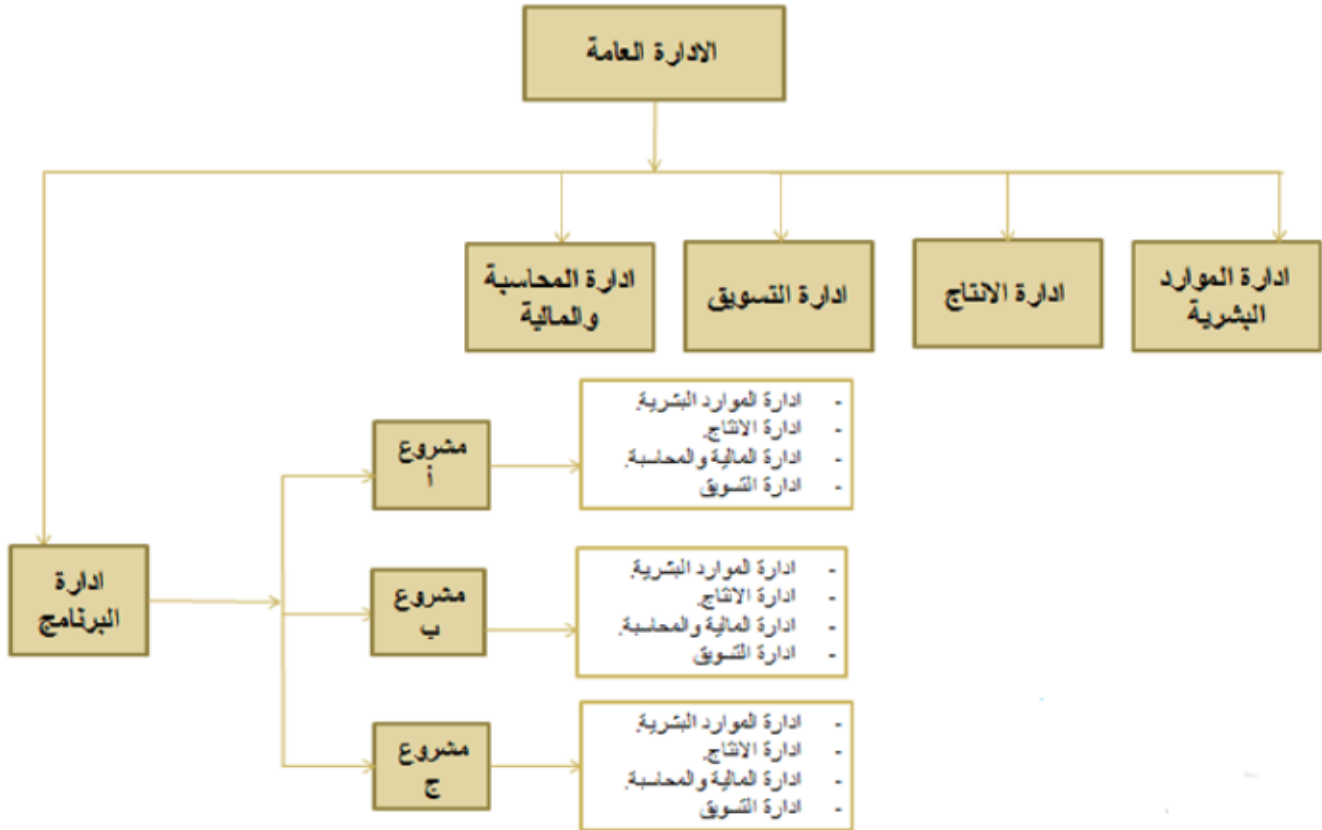 الادارة العامة
ادارة الموارد
البشرية
ادارة الانتاج
ادارة التسويق
ادارة المحاسبة
والمالية
ادارة
البرنامج
مشروع
أ
- ادارة الموارد البشرية.
- ادارة الانتاج.
- ادارة المالية والمحاسبة.
- ادارة التسويق
مشروع
ب
- ادارة الموارد البشرية.
- ادارة الانتاج.
- ادارة المالية والمحاسبة.
- ادارة التسويق
مشروع
ج
- ادارة الموارد البشرية.
- ادارة الانتاج.
- ادارة المالية والمحاسبة.
- ادارة التسويق